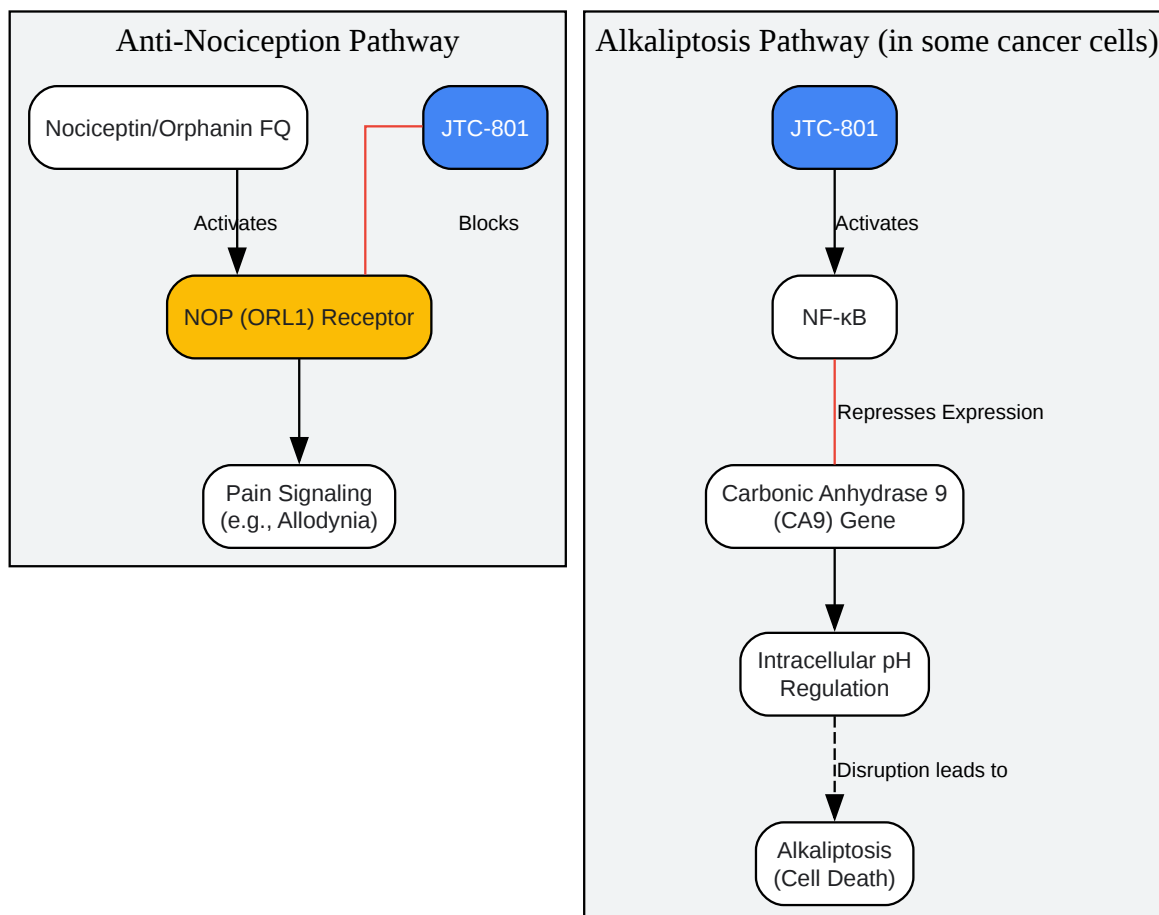 Anti-Nociception Pathway
Nociceptin/Orphanin FQ
JTC-801
Activates
Blocks
NOP (ORL1) Receptor
Pain Signaling
(e.g., Allodynia)
Alkaliptosis Pathway (in some cancer cells)
JTC-801
Activates
NF-κB
Represses Expression
Carbonic Anhydrase 9
(CA9) Gene
Intracellular pH
Regulation
Disruption leads to
Alkaliptosis
(Cell Death)